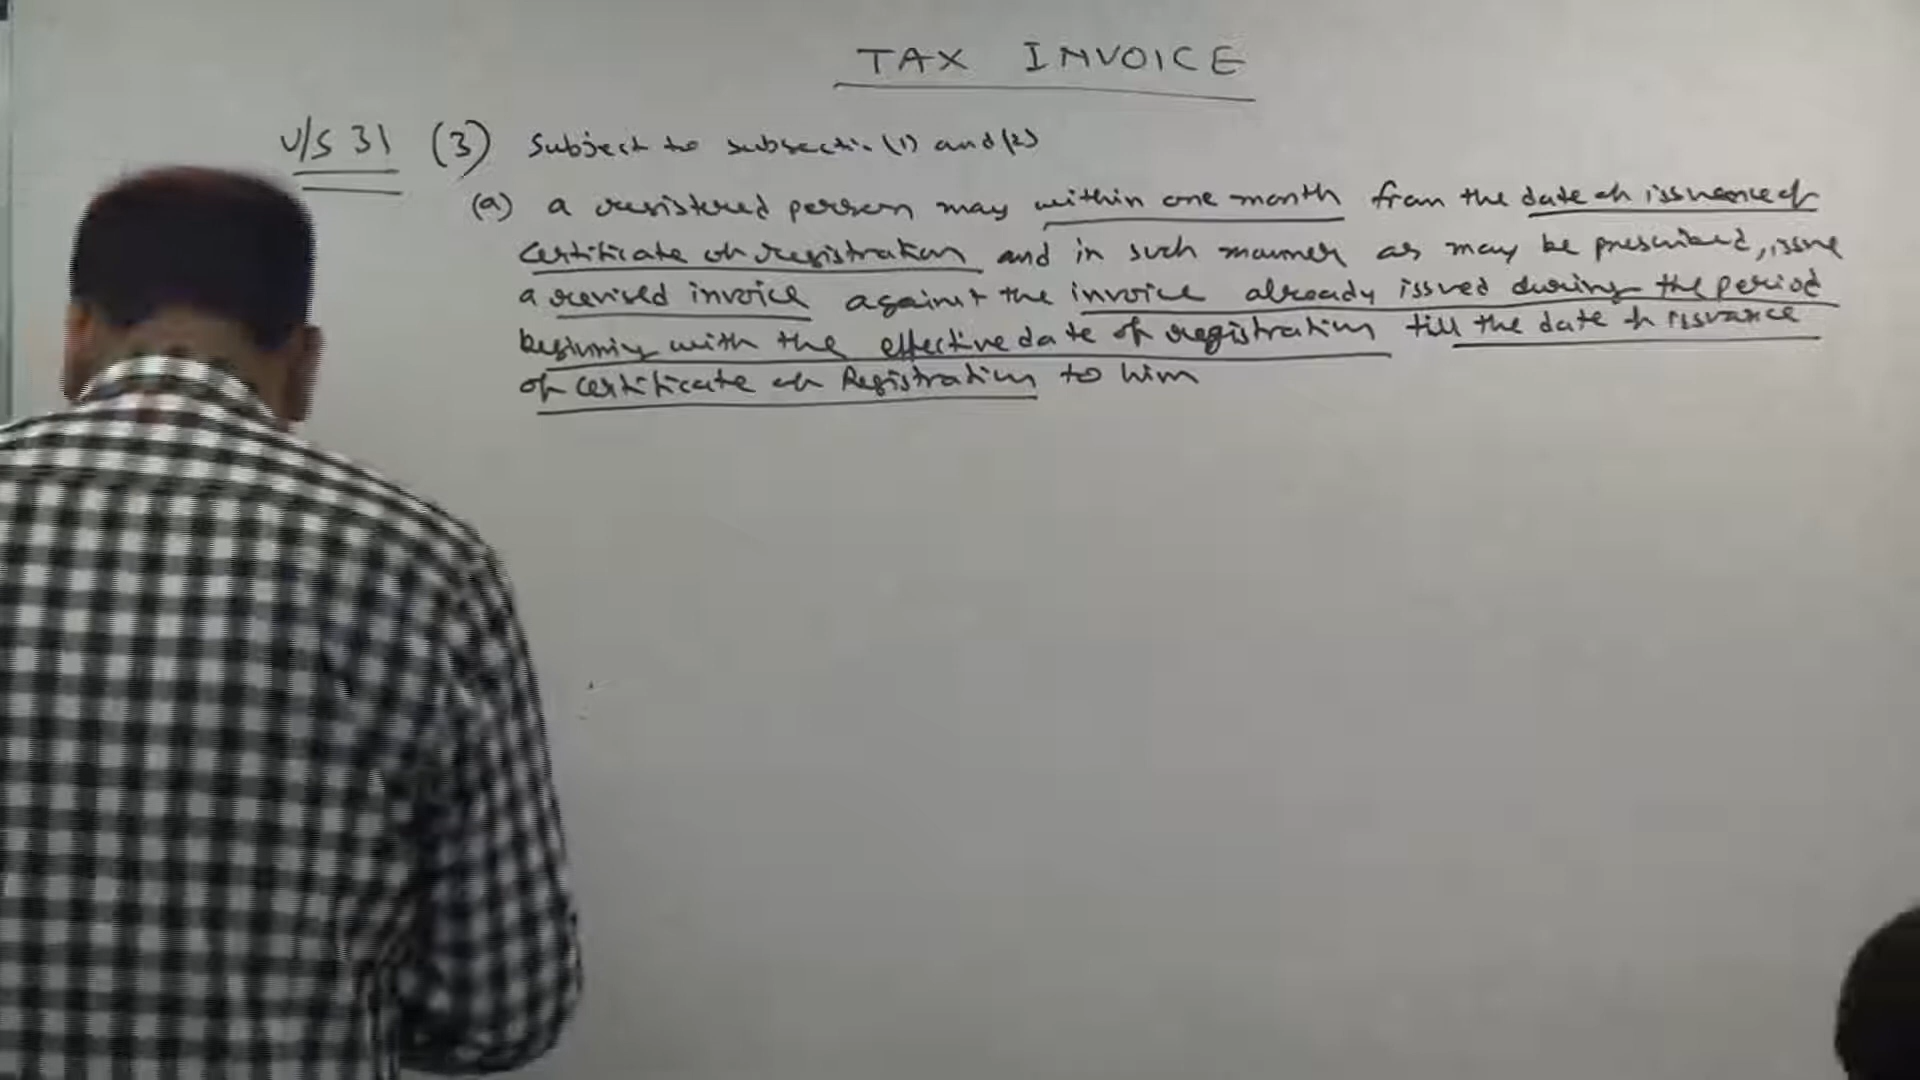 TAX INVOICE
U/S 31 (3) Subject to subsection (1) and (2)
(a) a registered person may within one month from the date of issuance of
certificate of registration and in such manner as may be prescribed, issue
a revised invoice against the invoice already issued during the period
beginning with the effective date of registration till the date of issuance
of certificate of Registration to him